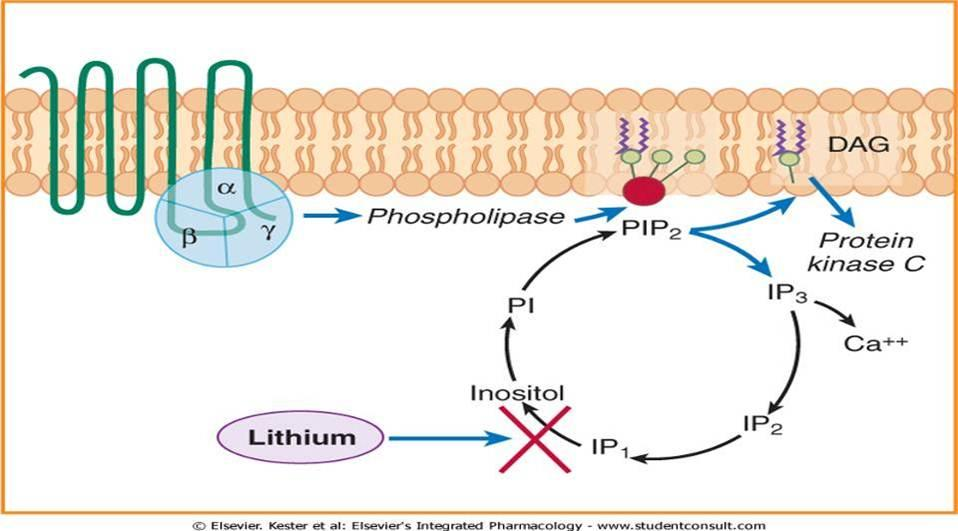 DAG
α
β
γ
Phospholipase
PIP₂
Protein
kinase C
IP₃
Ca⁺⁺
PI
Inositol
IP₂
IP₁
Lithium
© Elsevier. Kester et al: Elsevier's Integrated Pharmacology - www.studentconsult.com